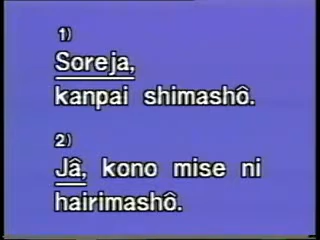 1)
Soreja,
kanpai shimashô.
2)
Jâ, kono mise ni
hairimashô.